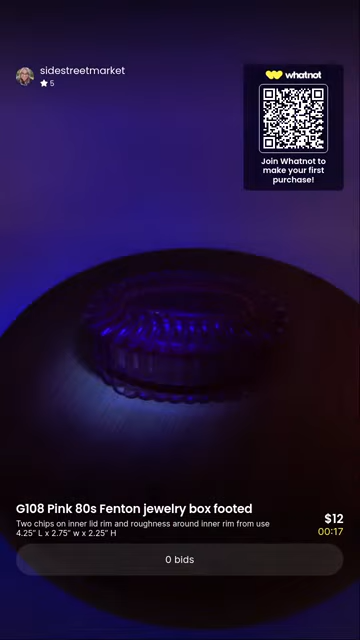 sidestreetmarket
5
whatnot
Join Whatnot to
make your first
purchase!
G108 Pink 80s Fenton jewelry box footed
$12
Two chips on inner lid rim and roughness around inner rim from use
00:17
4.25” L x 2.75” w x 2.25” H
0 bids